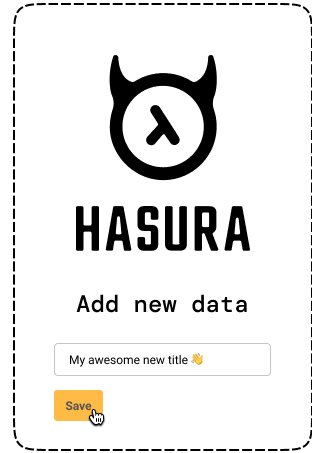 λ
HASURA
Add new data
My awesome new title 👋
Save